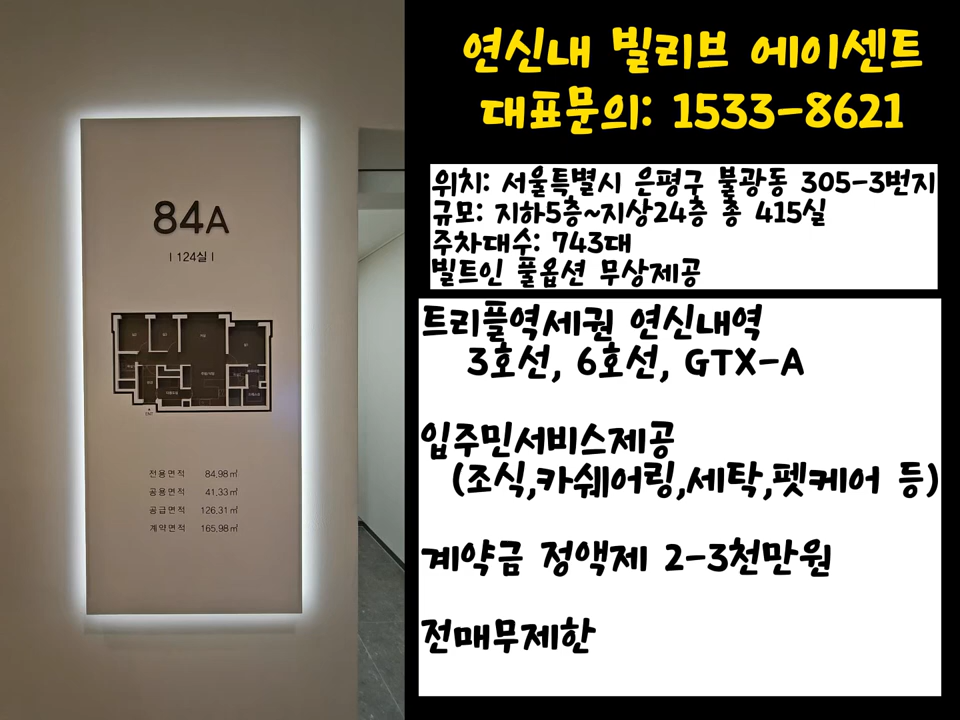 84A
| 124실 |
전용면적 84.98㎡
공용면적 41.33㎡
공급면적 126.31㎡
계약면적 165.98㎡
연신내 빌리브 에이센트
대표문의: 1533-8621
위치: 서울특별시 은평구 불광동 305-3번지
규모: 지하5층~지상24층 총 415실
주차대수: 743대
빌트인 풀옵션 무상제공
트리플역세권 연신내역
3호선, 6호선, GTX-A
입주민서비스제공
(조식,카쉐어링,세탁,펫케어 등)
계약금 정액제 2-3천만원
전매무제한